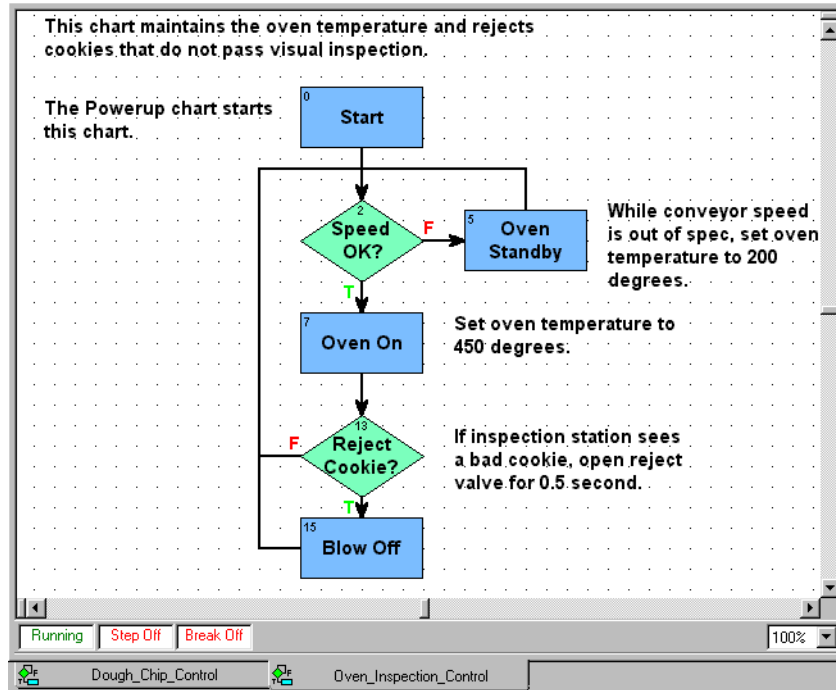 This chart maintains the oven temperature and rejects
cookies that do not pass visual inspection.
The Powerup chart starts
this chart.
0
Start
2
Speed
OK?
F
T
5
Oven
Standby
While conveyor speed
is out of spec, set oven
temperature to 200
degrees.
7
Oven On
Set oven temperature to
450 degrees.
13
Reject
Cookie?
F
T
If inspection station sees
a bad cookie, open reject
valve for 0.5 second.
15
Blow Off
Running
Step Off
Break Off
100%
T F
Dough_Chip_Control
T F
Oven_Inspection_Control